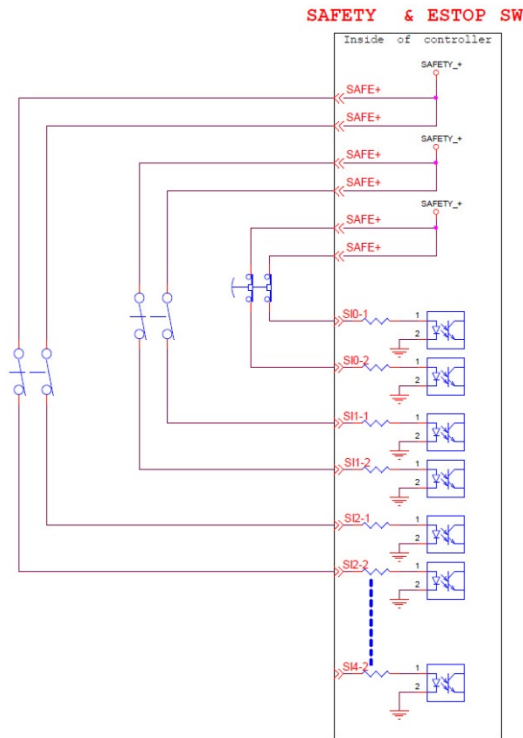 SAFETY & ESTOP SW
Inside of controller
SAFETY_+
SAFE+
SAFE+
SAFETY_+
SAFE+
SAFE+
SAFETY_+
SAFE+
SAFE+
SI0-1
1
2
SI0-2
1
2
SI1-1
1
2
SI1-2
1
2
SI2-1
1
2
SI2-2
1
2
SI4-2
1
2